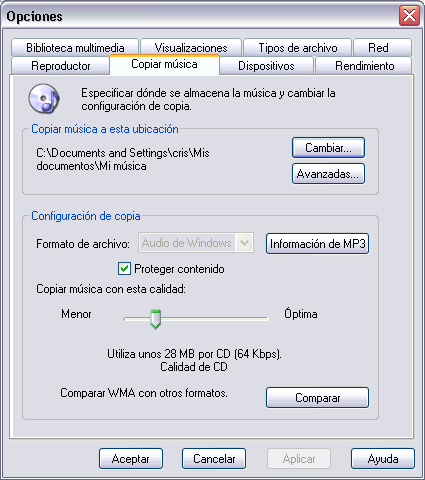 Opciones
Biblioteca multimedia Visualizaciones Tipos de archivo Red
Reproductor Copiar música Dispositivos Rendimiento
Especificar dónde se almacena la música y cambiar la
configuración de copia.
Copiar música a esta ubicación
C:\Documents and Settings\cris\Mis
documentos\Mi música
Cambiar...
Avanzadas...
Configuración de copia
Formato de archivo: Audio de Windows Información de MP3
Proteger contenido
Copiar música con esta calidad:
Menor Óptima
Utiliza unos 28 MB por CD (64 Kbps).
Calidad de CD
Comparar WMA con otros formatos. Comparar
Aceptar Cancelar Aplicar Ayuda